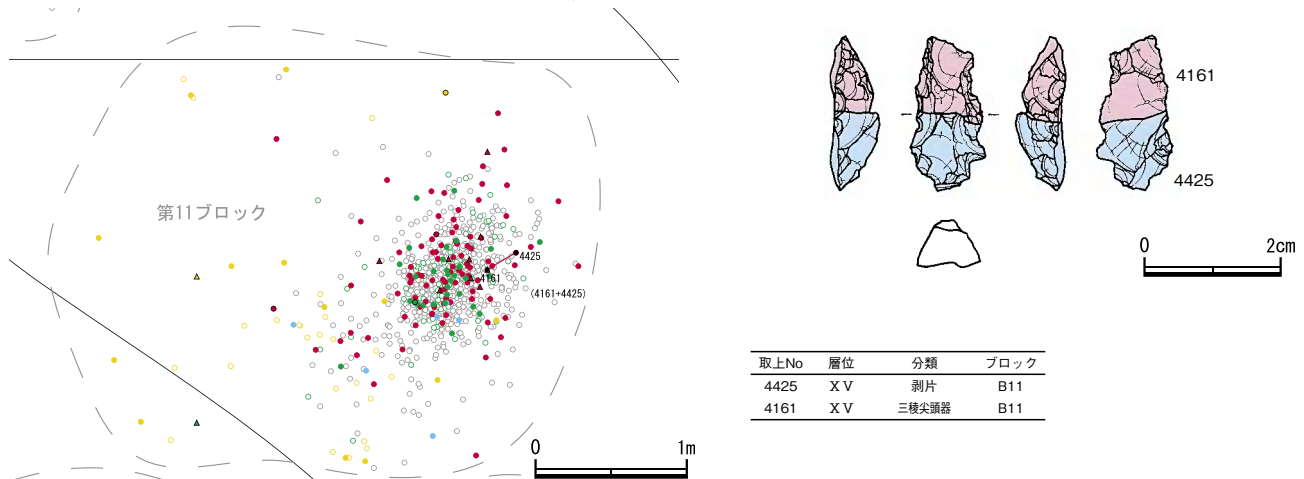 第11ブロック
4425
4161
(4161+4425)
0 1m
4161
4425
0 2cm
取上No 層位 分類 ブロック
4425 ⅩⅤ 剥片 B11
4161 ⅩⅤ 三稜尖頭器 B11